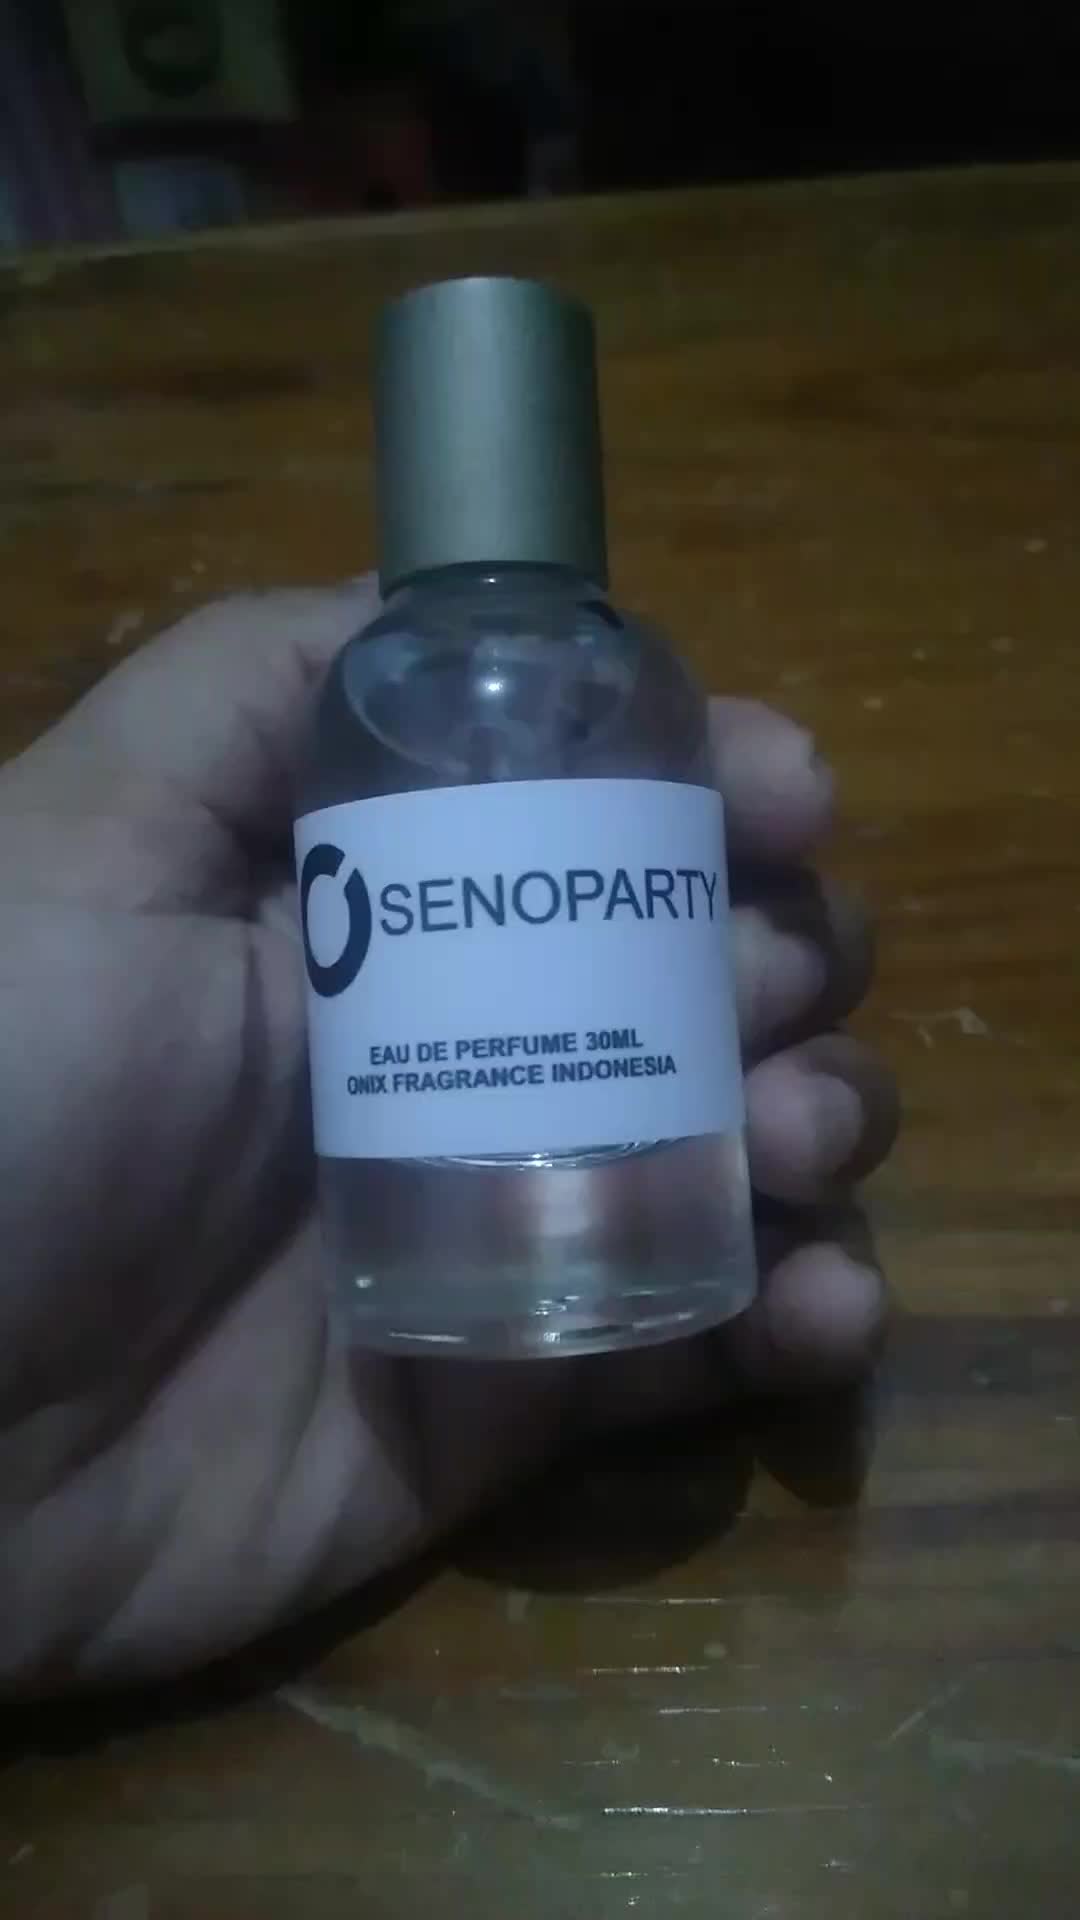 SENOPARTY
EAU DE PERFUME 30ML
ONIX FRAGRANCE INDONESIA